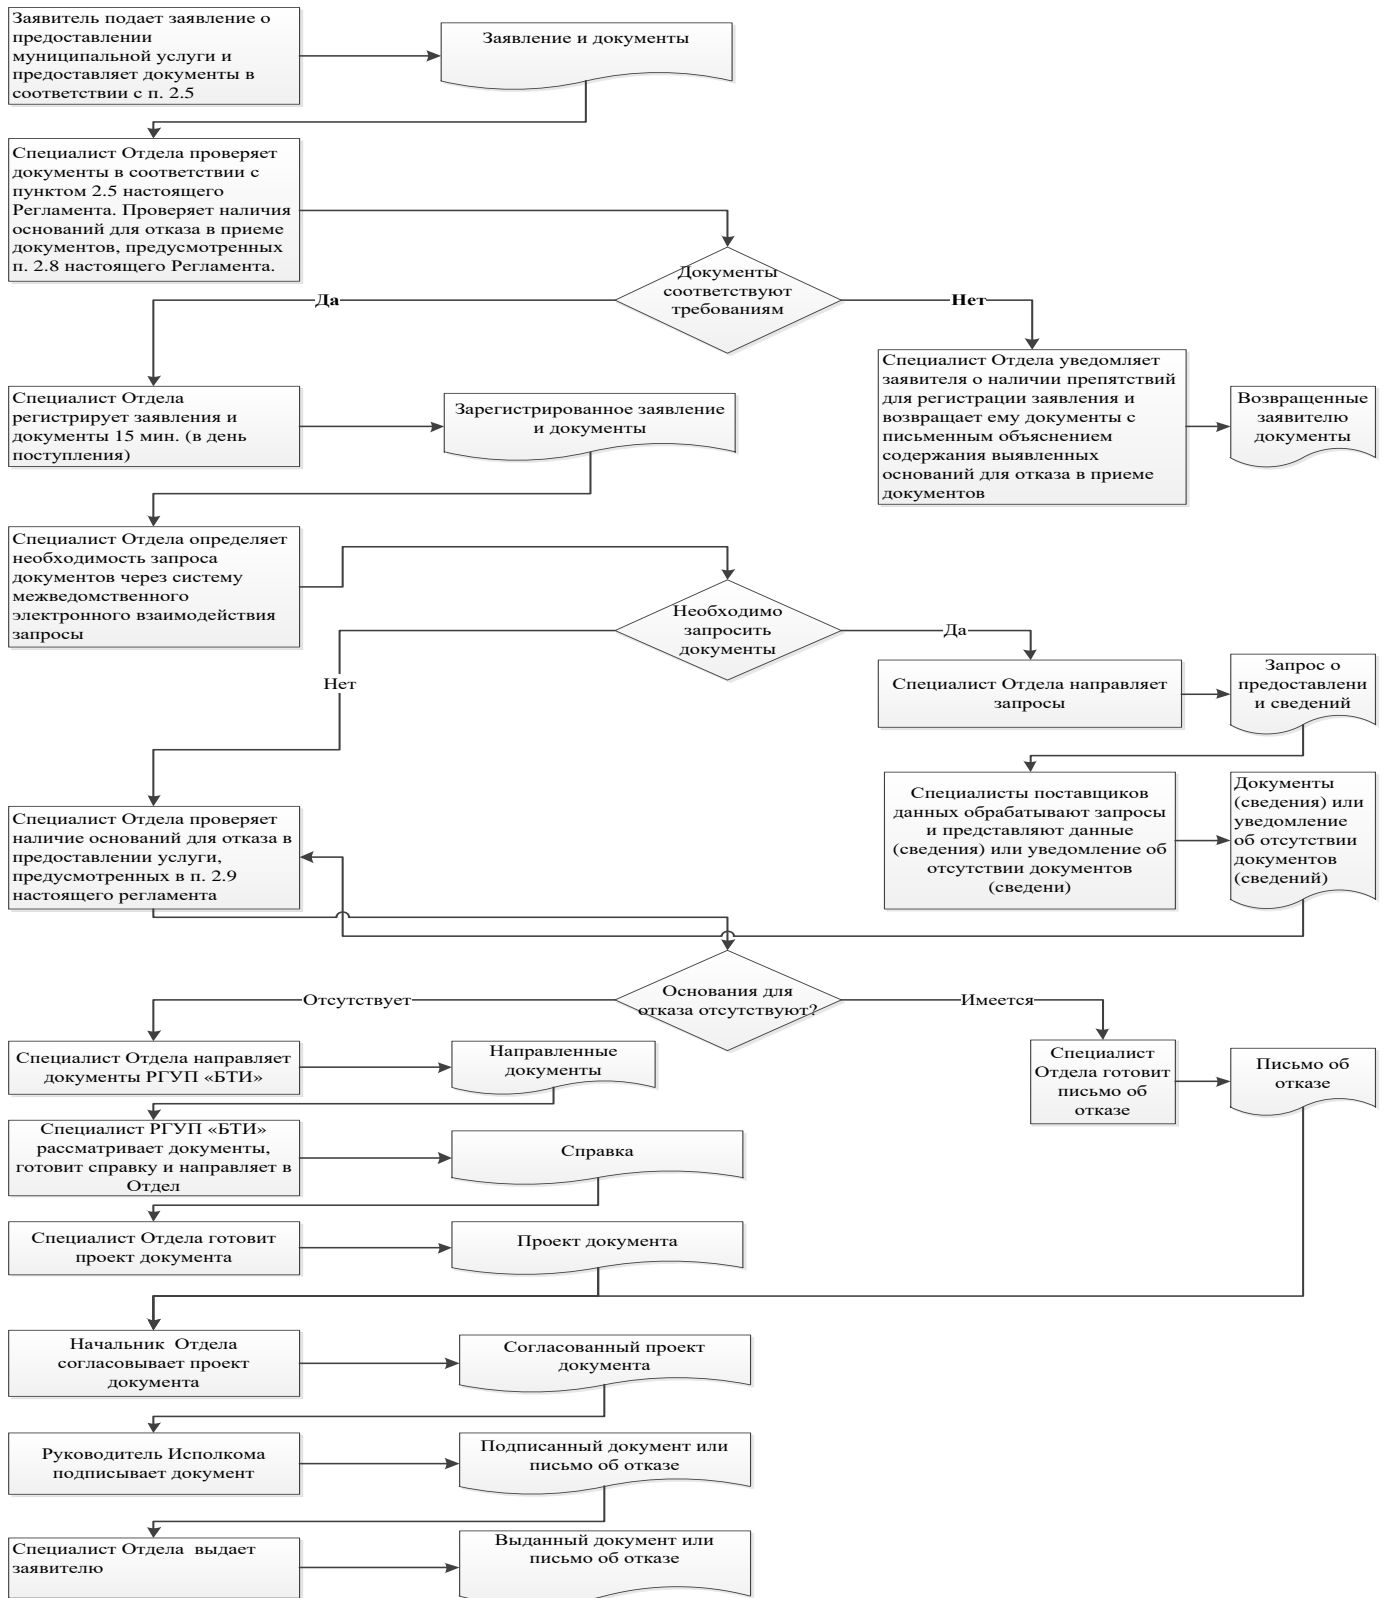 Заявитель подает заявление о
предоставлении
муниципальной услуги и
предоставляет документы в
соответствии с п. 2.5
Заявление и документы
Специалист Отдела проверяет
документы в соответствии с
пунктом 2.5 настоящего
Регламента. Проверяет наличия
оснований для отказа в приеме
документов, предусмотренных
п. 2.8 настоящего Регламента.
Документы
соответствуют
требованиям
Да
Нет
Специалист Отдела
регистрирует заявления и
документы 15 мин. (в день
поступления)
Зарегистрированное заявление
и документы
Специалист Отдела уведомляет
заявителя о наличии препятствий
для регистрации заявления и
возвращает ему документы с
письменным объяснением
содержания выявленных
оснований для отказа в приеме
документов
Возвращенные
заявителю
документы
Специалист Отдела определяет
необходимость запроса
документов через систему
межведомственного
электронного взаимодействия
запросы
Необходимо
запросить
документы
Да
Нет
Специалист Отдела направляет
запросы
Запрос о
предоставлени
и сведений
Специалисты поставщиков
данных обрабатывают запросы
и представляют данные
(сведения) или уведомление об
отсутствии документов
(сведени)
Документы
(сведения) или
уведомление
об отсутствии
документов
(сведений)
Специалист Отдела проверяет
наличие оснований для отказа в
предоставлении услуги,
предусмотренных в п. 2.9
настоящего регламента
Основания для
отказа отсутствуют?
Отсутствует
Имеется
Специалист Отдела направляет
документы РГУП «БТИ»
Направленные
документы
Специалист
Отдела готовит
письмо об
отказе
Письмо об
отказе
Специалист РГУП «БТИ»
рассматривает документы,
готовит справку и направляет в
Отдел
Справка
Специалист Отдела готовит
проект документа
Проект документа
Начальник  Отдела
согласовывает проект
документа
Согласованный проект
документа
Руководитель Исполкома
подписывает документ
Подписанный документ или
письмо об отказе
Специалист Отдела  выдает
заявителю
Выданный документ или
письмо об отказе